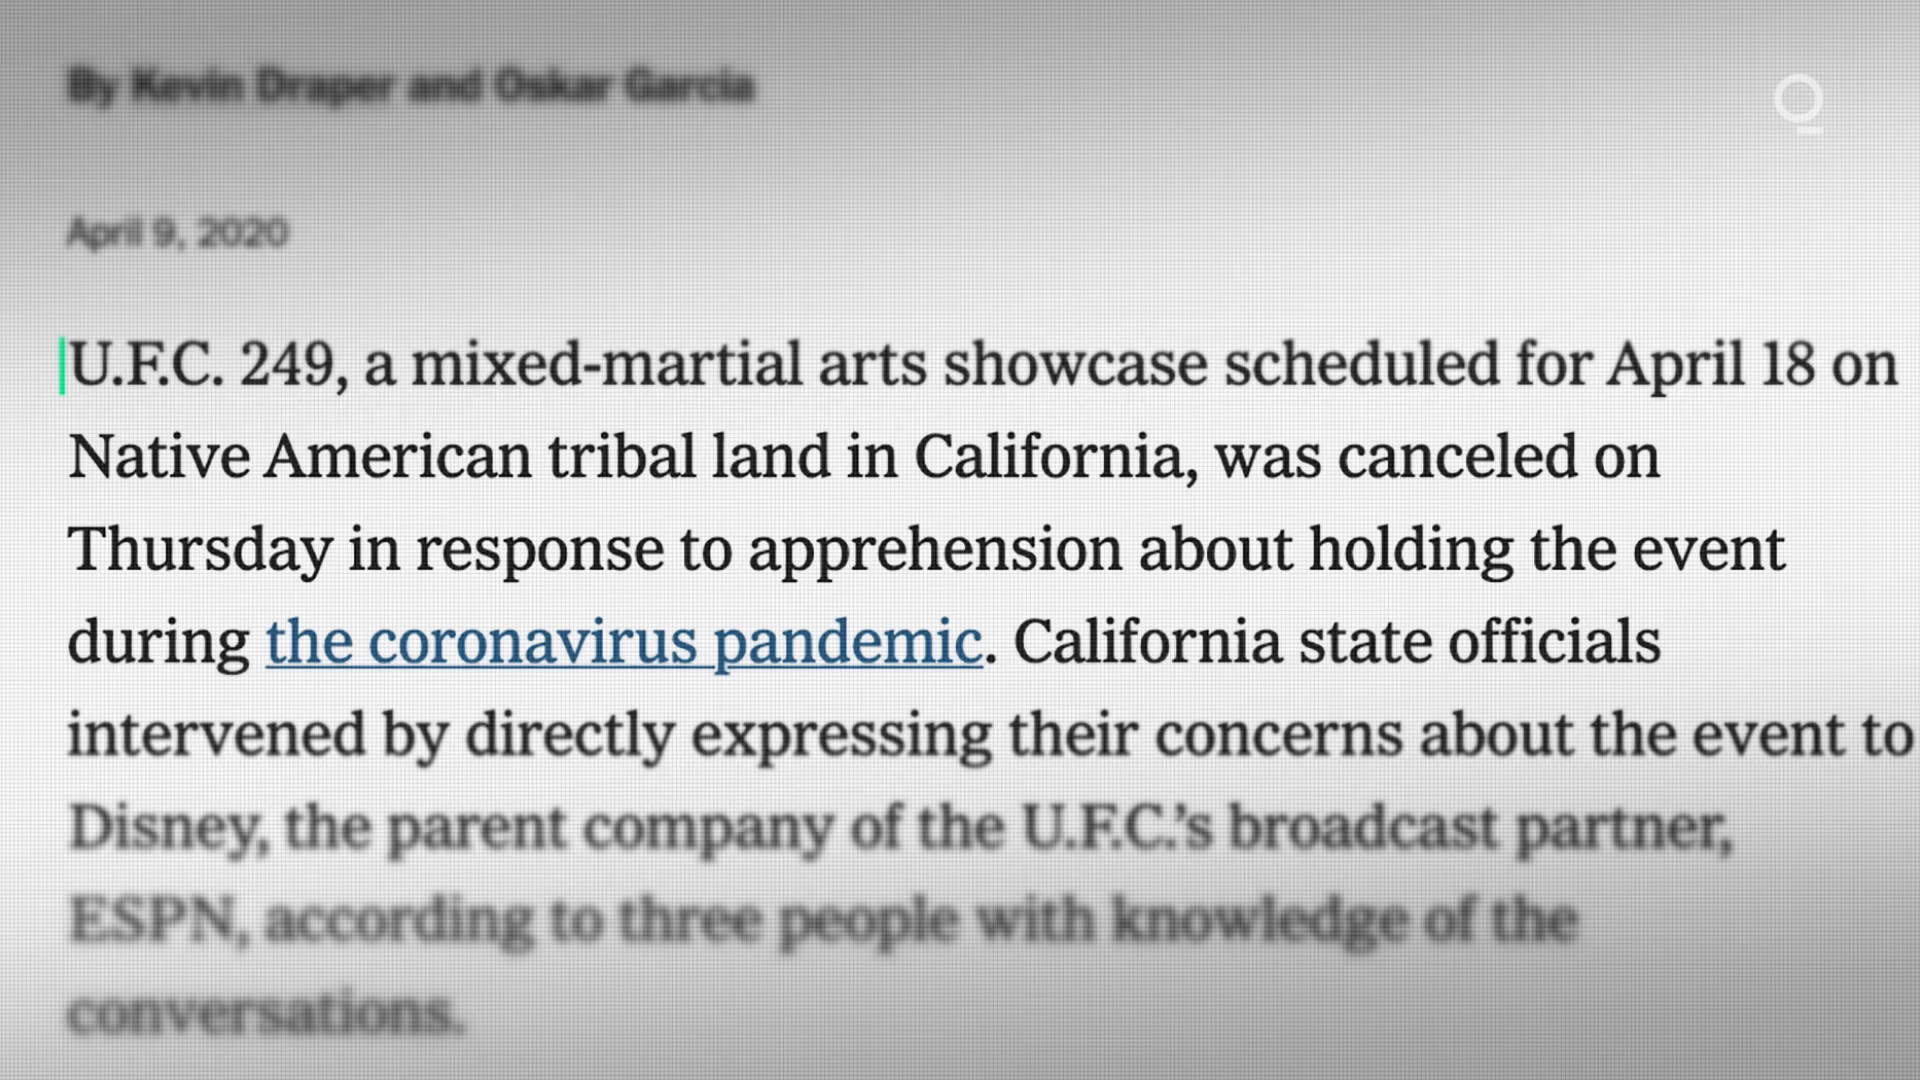 By Kevin Draper and Oskar Garcia
April 9, 2020
U.F.C. 249, a mixed-martial arts showcase scheduled for April 18 on
Native American tribal land in California, was canceled on
Thursday in response to apprehension about holding the event
during the coronavirus pandemic. California state officials
intervened by directly expressing their concerns about the event to
Disney, the parent company of the U.F.C.’s broadcast partner,
ESPN, according to three people with knowledge of the
conversations.